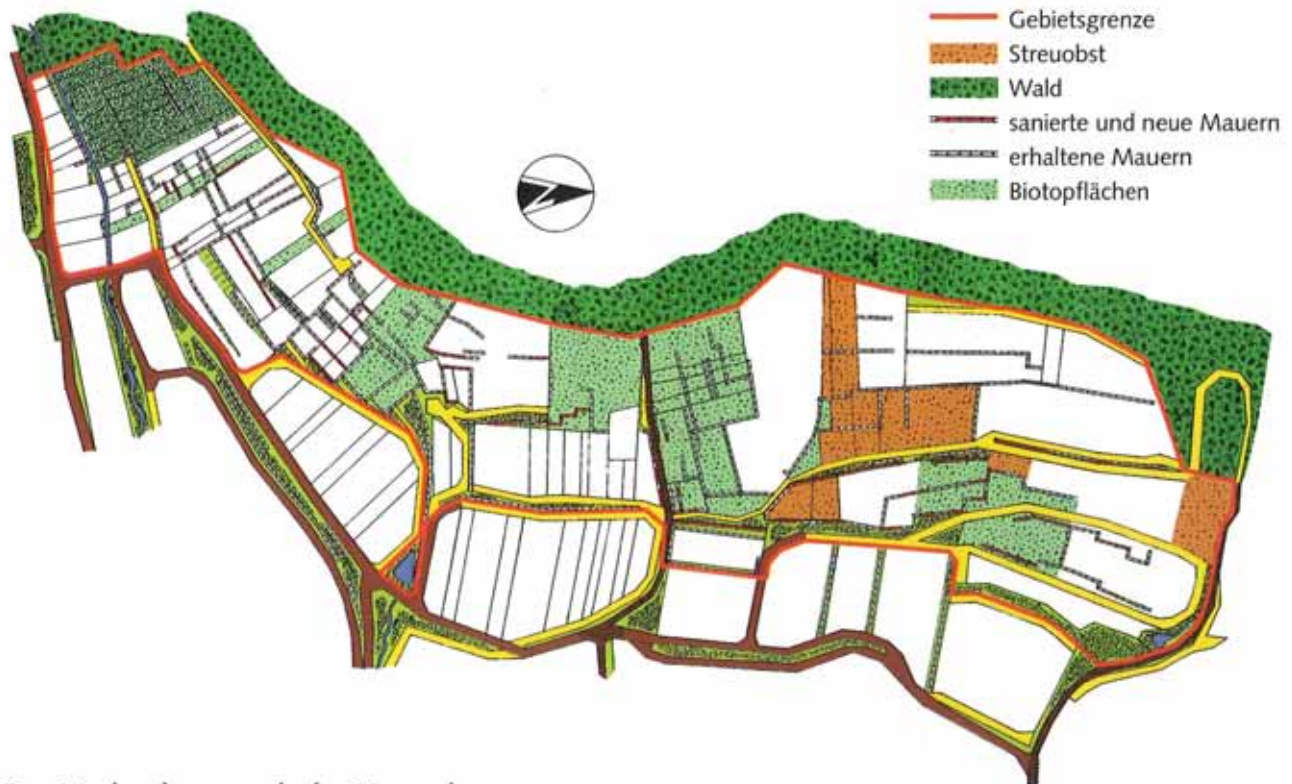 Gebietsgrenze
Streuobst
Wald
sanierte und neue Mauern
erhaltene Mauern
Biotopflächen